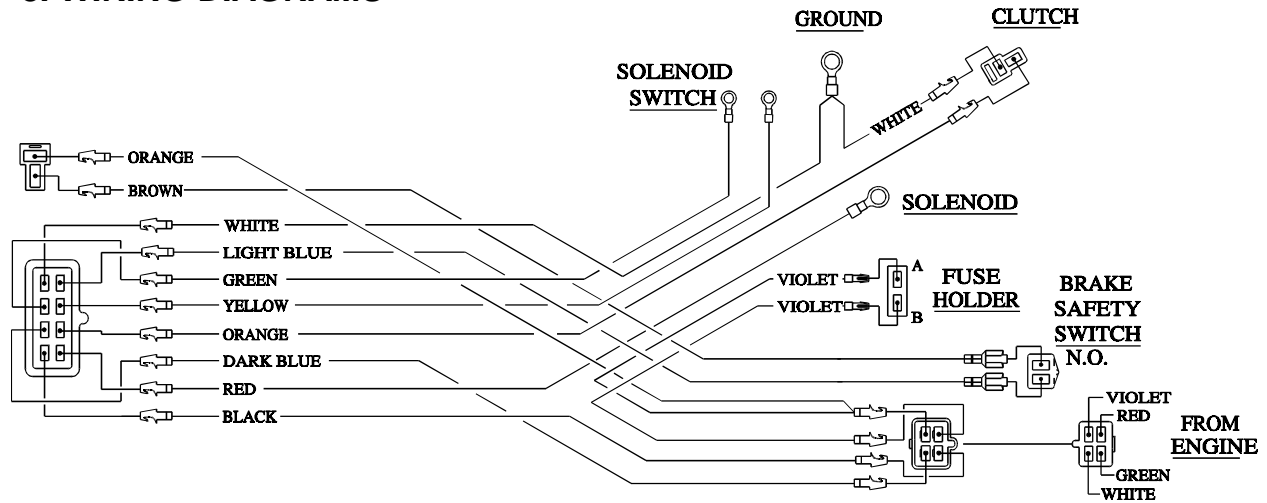 GROUND
CLUTCH
SOLENOID
SWITCH
WHITE
ORANGE
BROWN
SOLENOID
WHITE
LIGHT BLUE
GREEN
YELLOW
ORANGE
DARK BLUE
RED
BLACK
VIOLET
VIOLET
A
B
FUSE
HOLDER
BRAKE
SAFETY
SWITCH
N.O.
VIOLET
RED
FROM
ENGINE
GREEN
WHITE